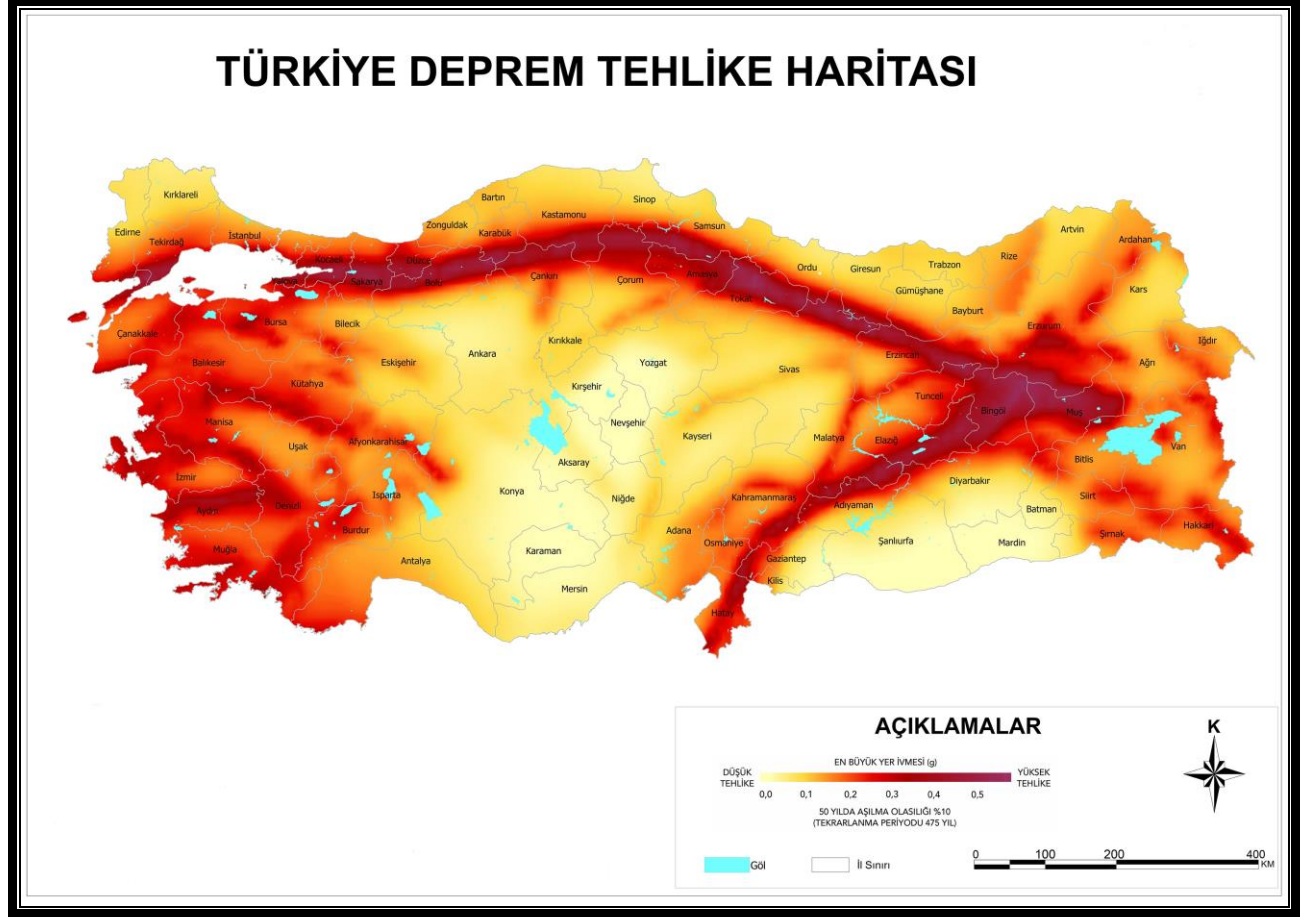 TÜRKİYE DEPREM TEHLİKE HARİTASI
Kırklareli
Edirne
Tekirdağ
İstanbul
Kocaeli
Yalova
Sakarya
Düzce
Bolu
Zonguldak
Bartın
Karabük
Kastamonu
Sinop
Samsun
Çankırı
Çorum
Amasya
Tokat
Ordu
Giresun
Trabzon
Rize
Artvin
Ardahan
Gümüşhane
Bayburt
Kars
Erzurum
Iğdır
Ağrı
Erzincan
Çanakkale
Bursa
Bilecik
Balıkesir
Kütahya
Eskişehir
Ankara
Kırıkkale
Yozgat
Kırşehir
Sivas
Tunceli
Bingöl
Muş
Manisa
Uşak
Afyonkarahisar
Nevşehir
Kayseri
Malatya
Elazığ
Van
Bitlis
İzmir
Aydın
Denizli
Isparta
Burdur
Konya
Aksaray
Niğde
Kahramanmaraş
Adıyaman
Diyarbakır
Batman
Siirt
Hakkari
Şırnak
Muğla
Antalya
Karaman
Mersin
Adana
Osmaniye
Gaziantep
Kilis
Şanlıurfa
Mardin
Hatay
AÇIKLAMALAR
EN BÜYÜK YER İVMESİ (g)
DÜŞÜK
TEHLİKE
YÜKSEK
TEHLİKE
0,0 0,1 0,2 0,3 0,4 0,5
50 YILDA AŞILMA OLASILIĞI %10
(TEKRARLANMA PERİYODU 475 YIL)
Göl
İl Sınırı
K
0 100 200 400
KM